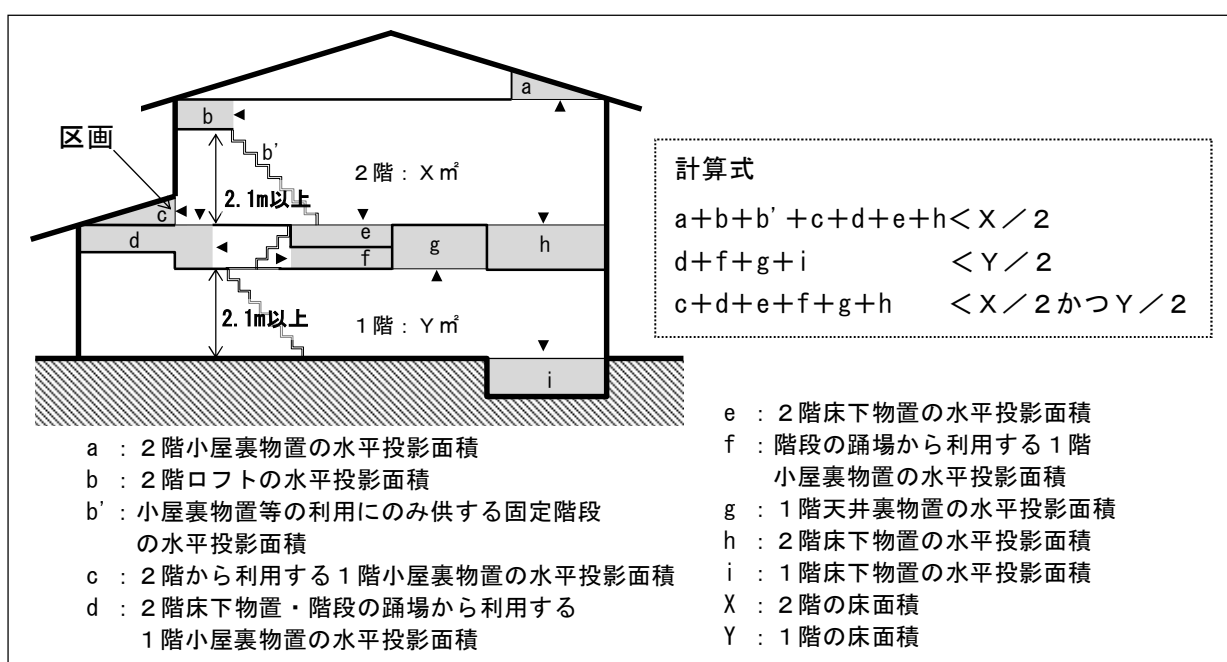 a
b
b'
区画
2階：X㎡
2.1m以上
c
d
e
f
g
h
2.1m以上
1階：Y㎡
i
計算式
a＋b＋b'＋c＋d＋e＋h＜X／2
d＋f＋g＋i ＜Y／2
c＋d＋e＋f＋g＋h ＜X／2かつY／2
a ：2階小屋裏物置の水平投影面積
b ：2階ロフトの水平投影面積
b'：小屋裏物置等の利用にのみ供する固定階段
の水平投影面積
c ：2階から利用する1階小屋裏物置の水平投影面積
d ：2階床下物置・階段の踊場から利用する
1階小屋裏物置の水平投影面積
e ：2階床下物置の水平投影面積
f ：階段の踊場から利用する1階
小屋裏物置の水平投影面積
g ：1階天井裏物置の水平投影面積
h ：2階床下物置の水平投影面積
i ：1階床下物置の水平投影面積
X ：2階の床面積
Y ：1階の床面積